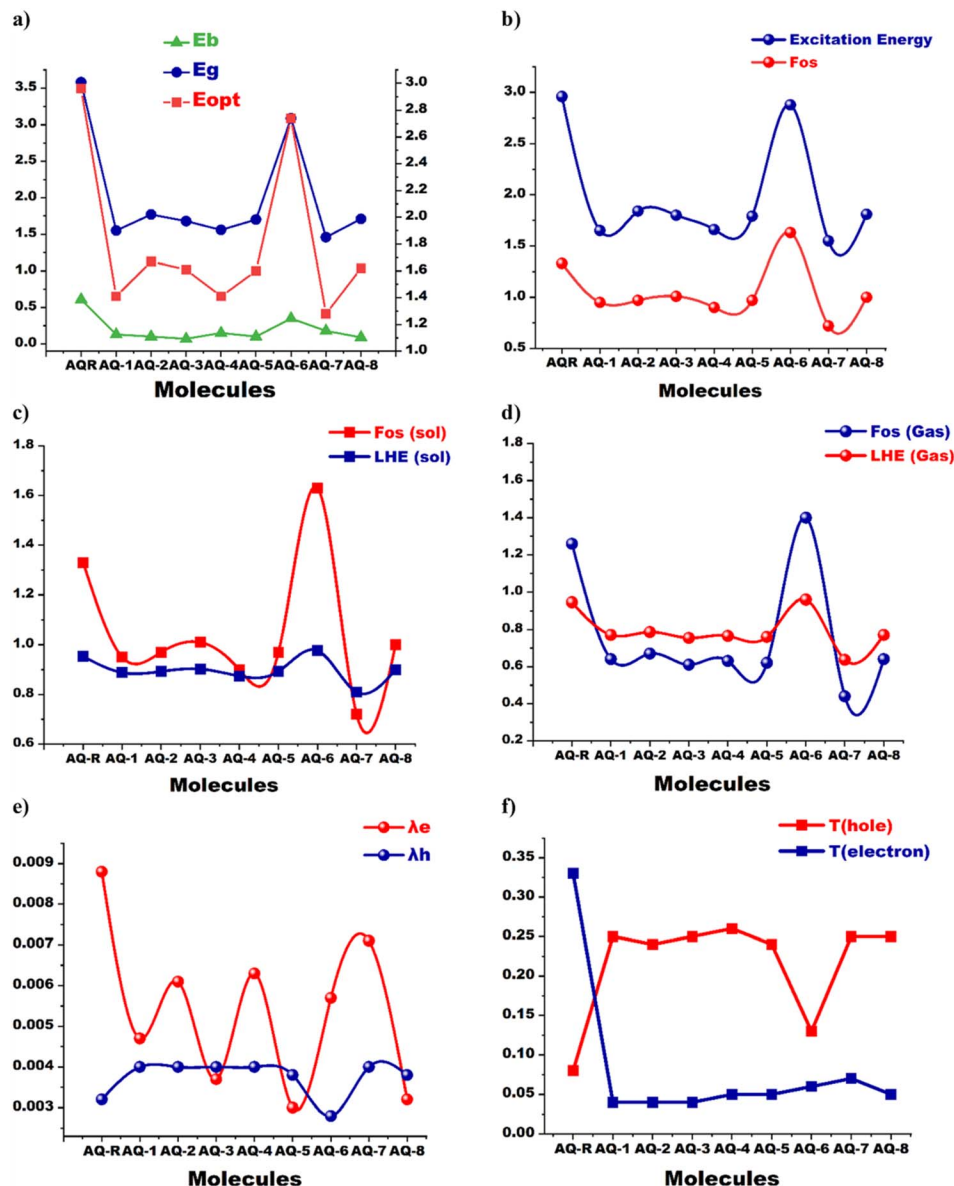 a)
Eb
Eg
Eopt
3.5
3.0
2.5
2.0
1.5
1.0
0.5
0.0
3.0
2.8
2.6
2.4
2.2
2.0
1.8
1.6
1.4
1.2
1.0
AQR AQ-1 AQ-2 AQ-3 AQ-4 AQ-5 AQ-6 AQ-7 AQ-8
Molecules
b)
Excitation Energy
Fos
3.0
2.5
2.0
1.5
1.0
0.5
AQR AQ-1 AQ-2 AQ-3 AQ-4 AQ-5 AQ-6 AQ-7 AQ-8
Molecules
c)
Fos (sol)
LHE (sol)
1.8
1.6
1.4
1.2
1.0
0.8
0.6
AQ-R AQ-1 AQ-2 AQ-3 AQ-4 AQ-5 AQ-6 AQ-7 AQ-8
Molecules
d)
Fos (Gas)
LHE (Gas)
1.8
1.6
1.4
1.2
1.0
0.8
0.6
0.4
0.2
AQ-R AQ-1 AQ-2 AQ-3 AQ-4 AQ-5 AQ-6 AQ-7 AQ-8
Molecules
e)
λe
λh
0.009
0.008
0.007
0.006
0.005
0.004
0.003
AQ-R AQ-1 AQ-2 AQ-3 AQ-4 AQ-5 AQ-6 AQ-7 AQ-8
Molecules
f)
T(hole)
T(electron)
0.35
0.30
0.25
0.20
0.15
0.10
0.05
0.00
AQ-R AQ-1 AQ-2 AQ-3 AQ-4 AQ-5 AQ-6 AQ-7 AQ-8
Molecules